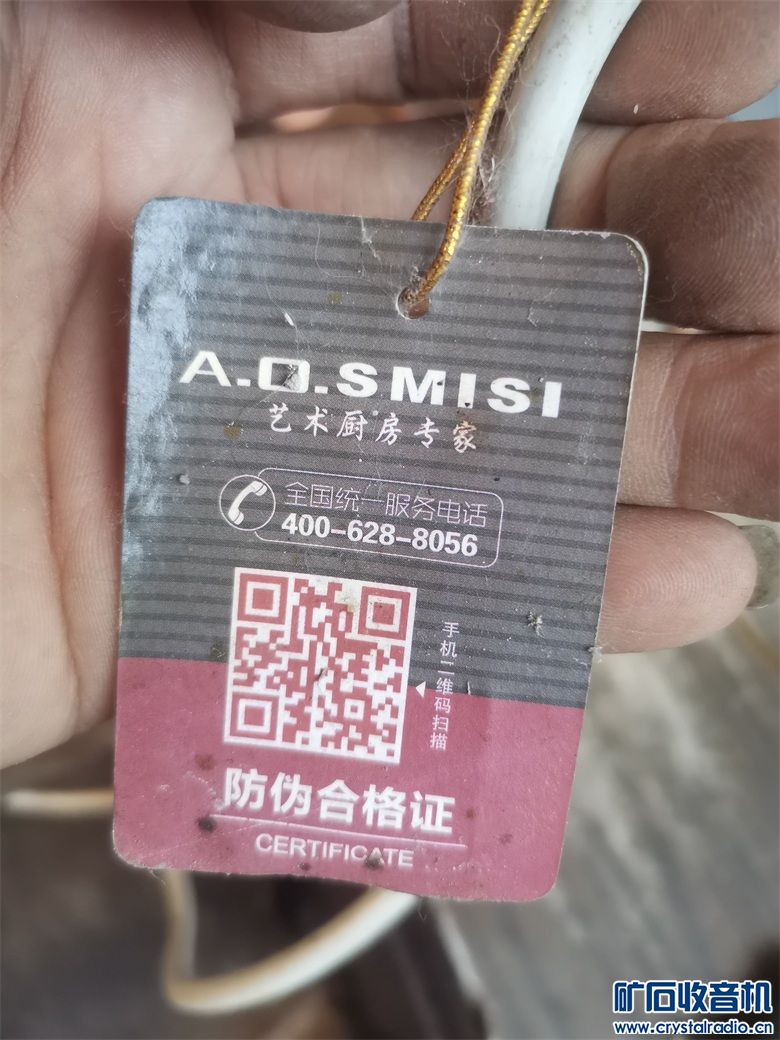 A.O.SMISI
艺术厨房专家
全国统一服务电话
400-628-8056
手机二维码扫描
防伪合格证
CERTIFICATE
矿石收音机
www.crystalradio.cn